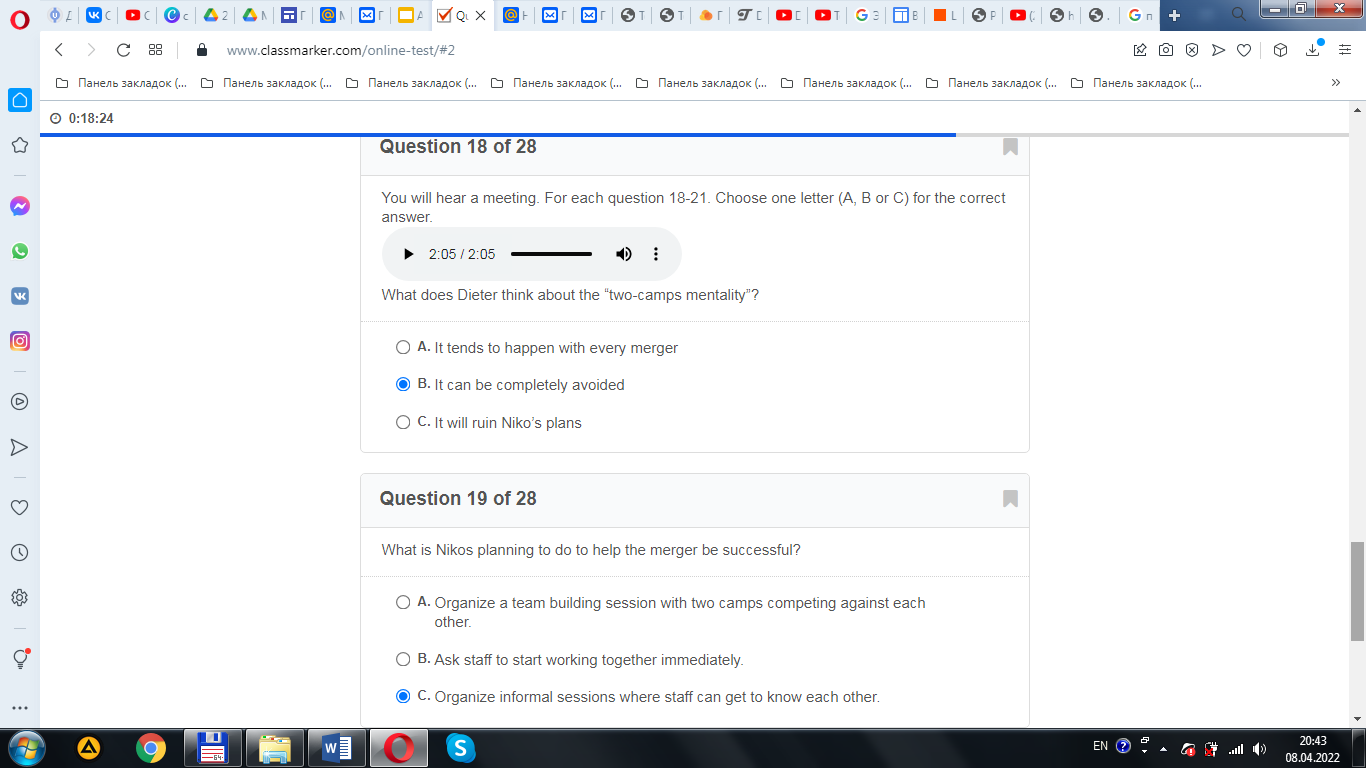 www.classmarker.com/online-test/#2
Панель закладок (... Панель закладок (... Панель закладок (... Панель закладок (... Панель закладок (... Панель закладок (... Панель закладок (... Панель закладок (...
0:18:24
Question 18 of 28
You will hear a meeting. For each question 18-21. Choose one letter (A, B or C) for the correct
answer.
2:05 / 2:05
What does Dieter think about the “two-camps mentality”?
A. It tends to happen with every merger
B. It can be completely avoided
C. It will ruin Niko’s plans
Question 19 of 28
What is Nikos planning to do to help the merger be successful?
A. Organize a team building session with two camps competing against each
other.
B. Ask staff to start working together immediately.
C. Organize informal sessions where staff can get to know each other.
EN
20:43
08.04.2022